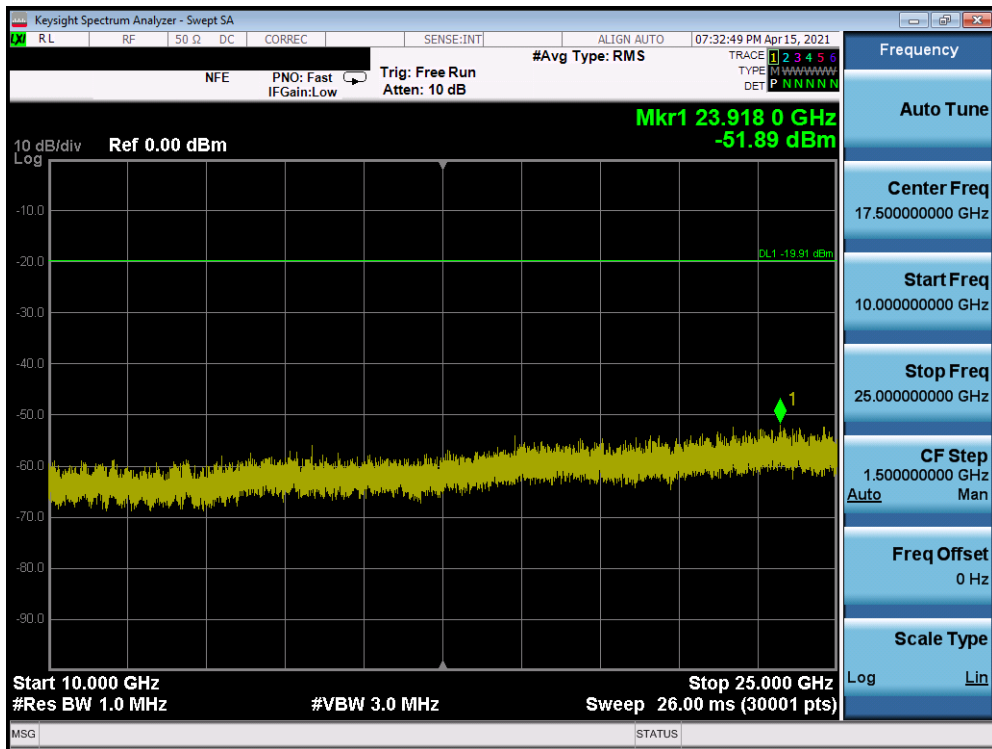 Keysight Spectrum Analyzer - Swept SA
LXI RL RF 50 Ω DC CORREC SENSE:INT ALIGN AUTO 07:32:49 PM Apr 15, 2021
NFE PNO: Fast Trig: Free Run #Avg Type: RMS TRACE 1 2 3 4 5 6
IFGain:Low Atten: 10 dB TYPE M W W W W W
DET P N N N N N
Mkr1 23.918 0 GHz
-51.89 dBm
10 dB/div Ref 0.00 dBm
Log
-10.0
DL1 -19.91 dBm
-20.0
-30.0
-40.0
1
-50.0
-60.0
-70.0
-80.0
-90.0
Start 10.000 GHz Stop 25.000 GHz
#Res BW 1.0 MHz #VBW 3.0 MHz Sweep 26.00 ms (30001 pts)
MSG STATUS
Frequency
Auto Tune
Center Freq
17.500000000 GHz
Start Freq
10.000000000 GHz
Stop Freq
25.000000000 GHz
CF Step
1.500000000 GHz
Auto Man
Freq Offset
0 Hz
Scale Type
Log Lin